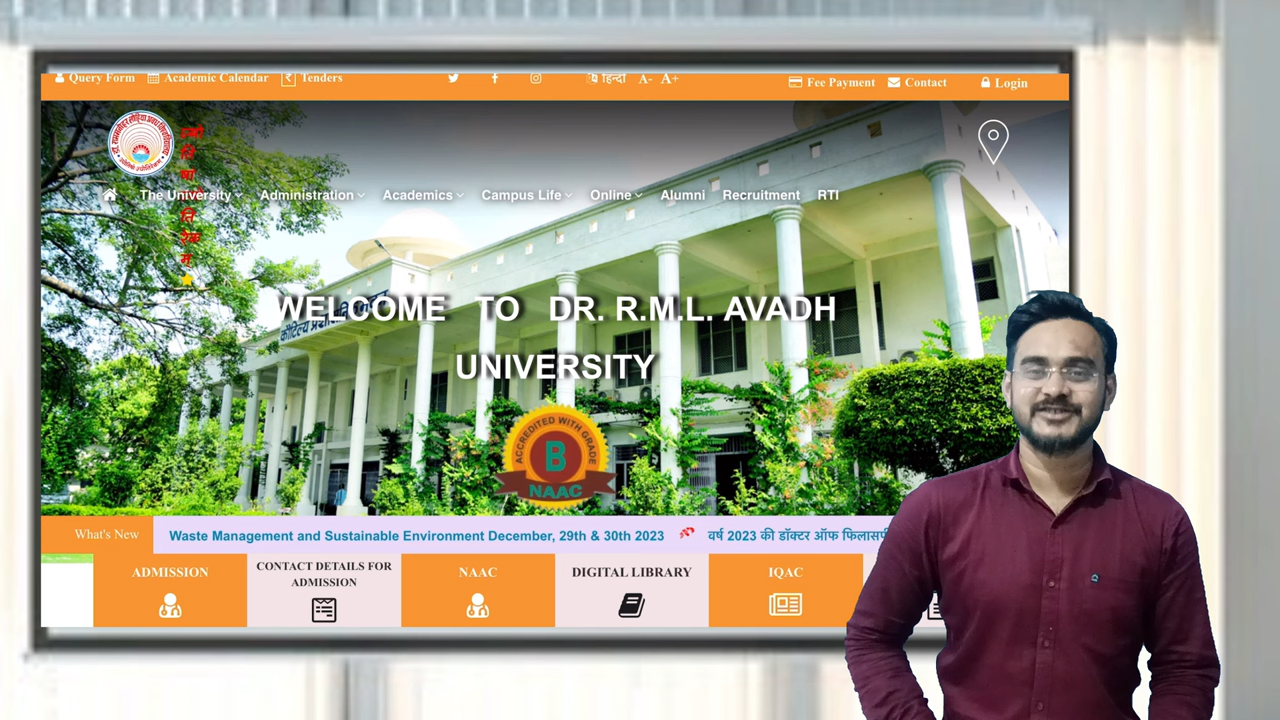 Query Form Academic Calendar Tenders हिन्दी A- A+ Fee Payment Contact Login
The University Administration Academics Campus Life Online Alumni Recruitment RTI
WELCOME TO DR. R.M.L. AVADH
UNIVERSITY
ACCREDITED WITH GRADE
B
NAAC
What's New Waste Management and Sustainable Environment December, 29th & 30th 2023 वर्ष 2023 की डॉक्टर ऑफ
ADMISSION
CONTACT DETAILS FOR
ADMISSION
NAAC
DIGITAL LIBRARY
IQAC